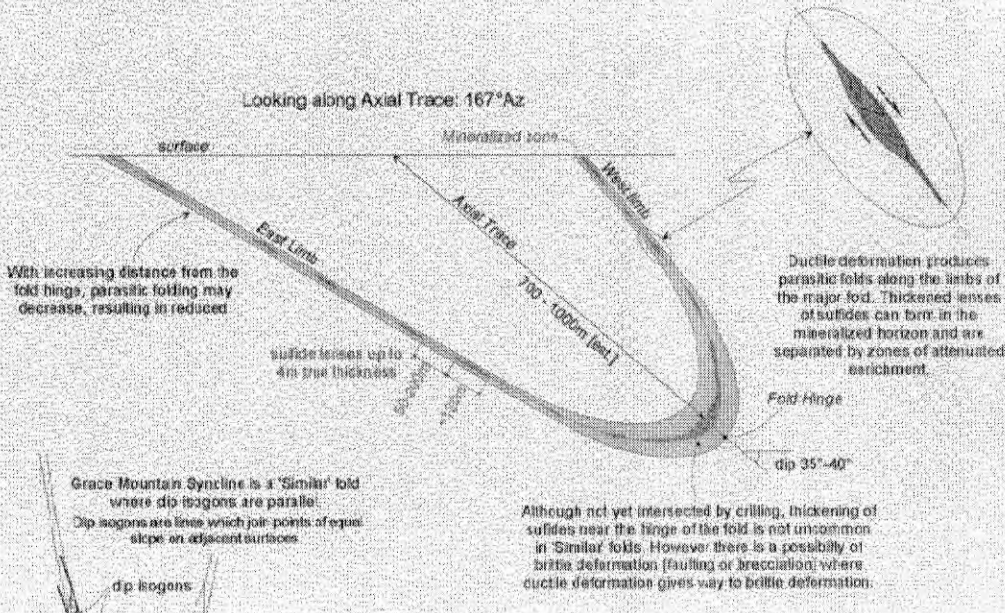 Looking along Axial Trace: 167°Az
surface
Mineralized zone
West limb
Axial Trace
East Limb
700 - 1000m [est.]
With increasing distance from the
fold hinge, parasitic folding may
decrease, resulting in reduced
Ductile deformation produces
parasitic folds along the limbs of
the major fold. Thickened lenses
of sulfides can form in the
mineralized horizon and are
separated by zones of attenuated
enrichment.
sulfide lenses up to
4m true thickness
Fold Hinge
dip 35°-40°
Grace Mountain Syncline is a 'Similar' fold
where dip isogons are parallel
Dip isogons are lines which join points of equal
slope on adjacent surfaces
dip isogons
Although not yet intersected by drilling, thickening of
sulfides near the hinge of the fold is not uncommon
in 'Similar' folds. However there is a possibility of
brittle deformation [faulting or brecciation] where
ductile deformation gives way to brittle deformation.